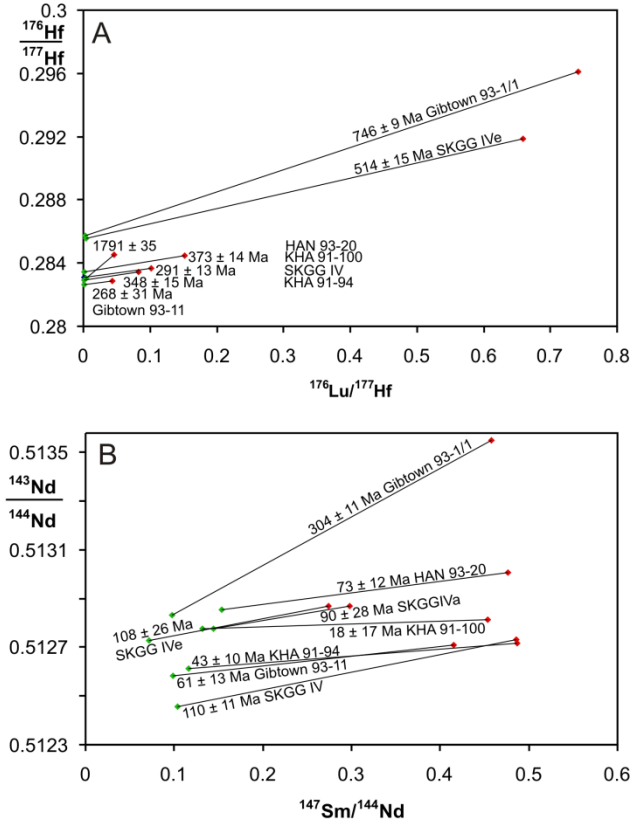 A
¹⁷⁶Hf
¹⁷⁷Hf
0.3
0.296
0.292
0.288
0.284
0.28
746 ± 9 Ma Gibtown 93-1/1
514 ± 15 Ma SKGG IVe
1791 ± 35
373 ± 14 Ma
291 ± 13 Ma
348 ± 15 Ma
268 ± 31 Ma
Gibtown 93-11
HAN 93-20
KHA 91-100
SKGG IV
KHA 91-94
0 0.1 0.2 0.3 0.4 0.5 0.6 0.7 0.8
¹⁷⁶Lu/¹⁷⁷Hf
B
¹⁴³Nd
¹⁴⁴Nd
0.5135
0.5131
0.5127
0.5123
304 ± 11 Ma Gibtown 93-1/1
73 ± 12 Ma HAN 93-20
108 ± 26 Ma
SKGG IVe
90 ± 28 Ma SKGGIVa
18 ± 17 Ma KHA 91-100
43 ± 10 Ma KHA 91-94
61 ± 13 Ma Gibtown 93-11
110 ± 11 Ma SKGG IV
0 0.1 0.2 0.3 0.4 0.5 0.6
¹⁴⁷Sm/¹⁴⁴Nd